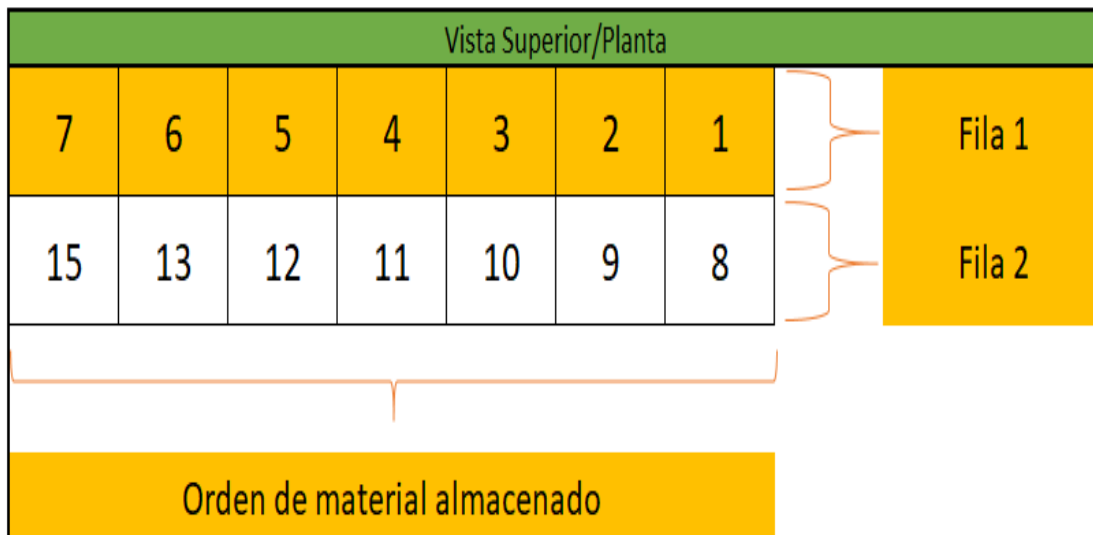 Vista Superior/Planta
7 6 5 4 3 2 1 Fila 1
15 13 12 11 10 9 8 Fila 2
Orden de material almacenado